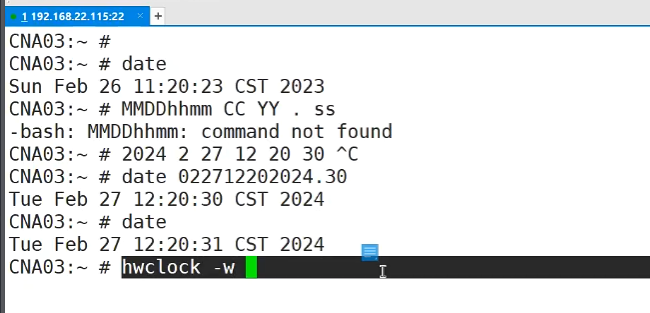 1 192.168.22.115:22 × +
CNA03:~ #
CNA03:~ # date
Sun Feb 26 11:20:23 CST 2023
CNA03:~ # MMDDhhmm CC YY . ss
-bash: MMDDhhmm: command not found
CNA03:~ # 2024 2 27 12 20 30 ^C
CNA03:~ # date 022712202024.30
Tue Feb 27 12:20:30 CST 2024
CNA03:~ # date
Tue Feb 27 12:20:31 CST 2024
CNA03:~ # hwclock -w